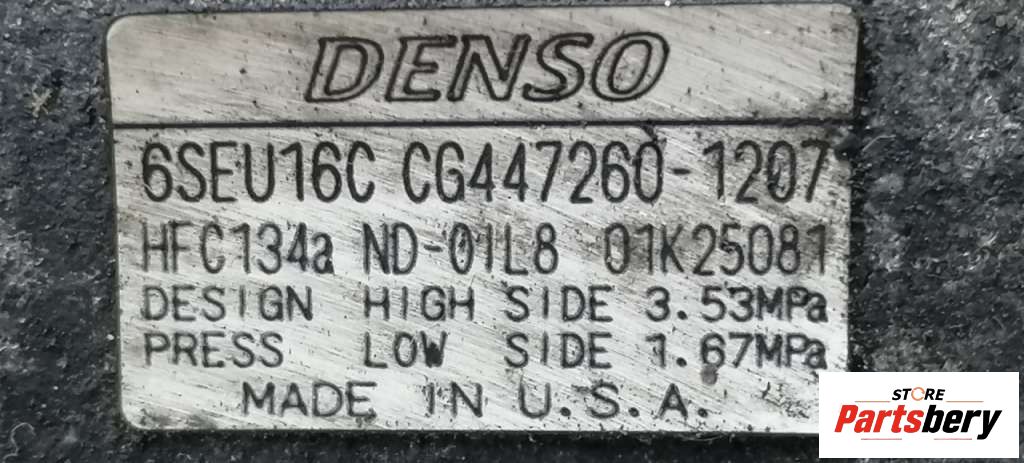 DENSO
6SEU16C CG447260-1207
HFC134a ND-01L8 01K25081
DESIGN HIGH SIDE 3.53MPa
PRESS LOW SIDE 1.67MPa
MADE IN U.S.A.
STORE
Partsbery